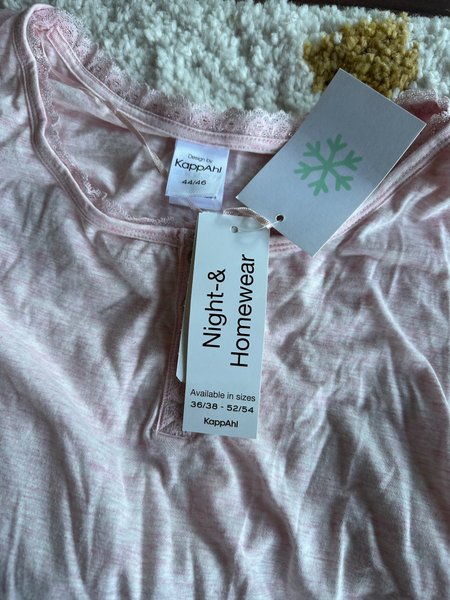 Design by
KappAhl
44/46
Night-&
Homewear
Available in sizes
36/38 - 52/54
KappAhl